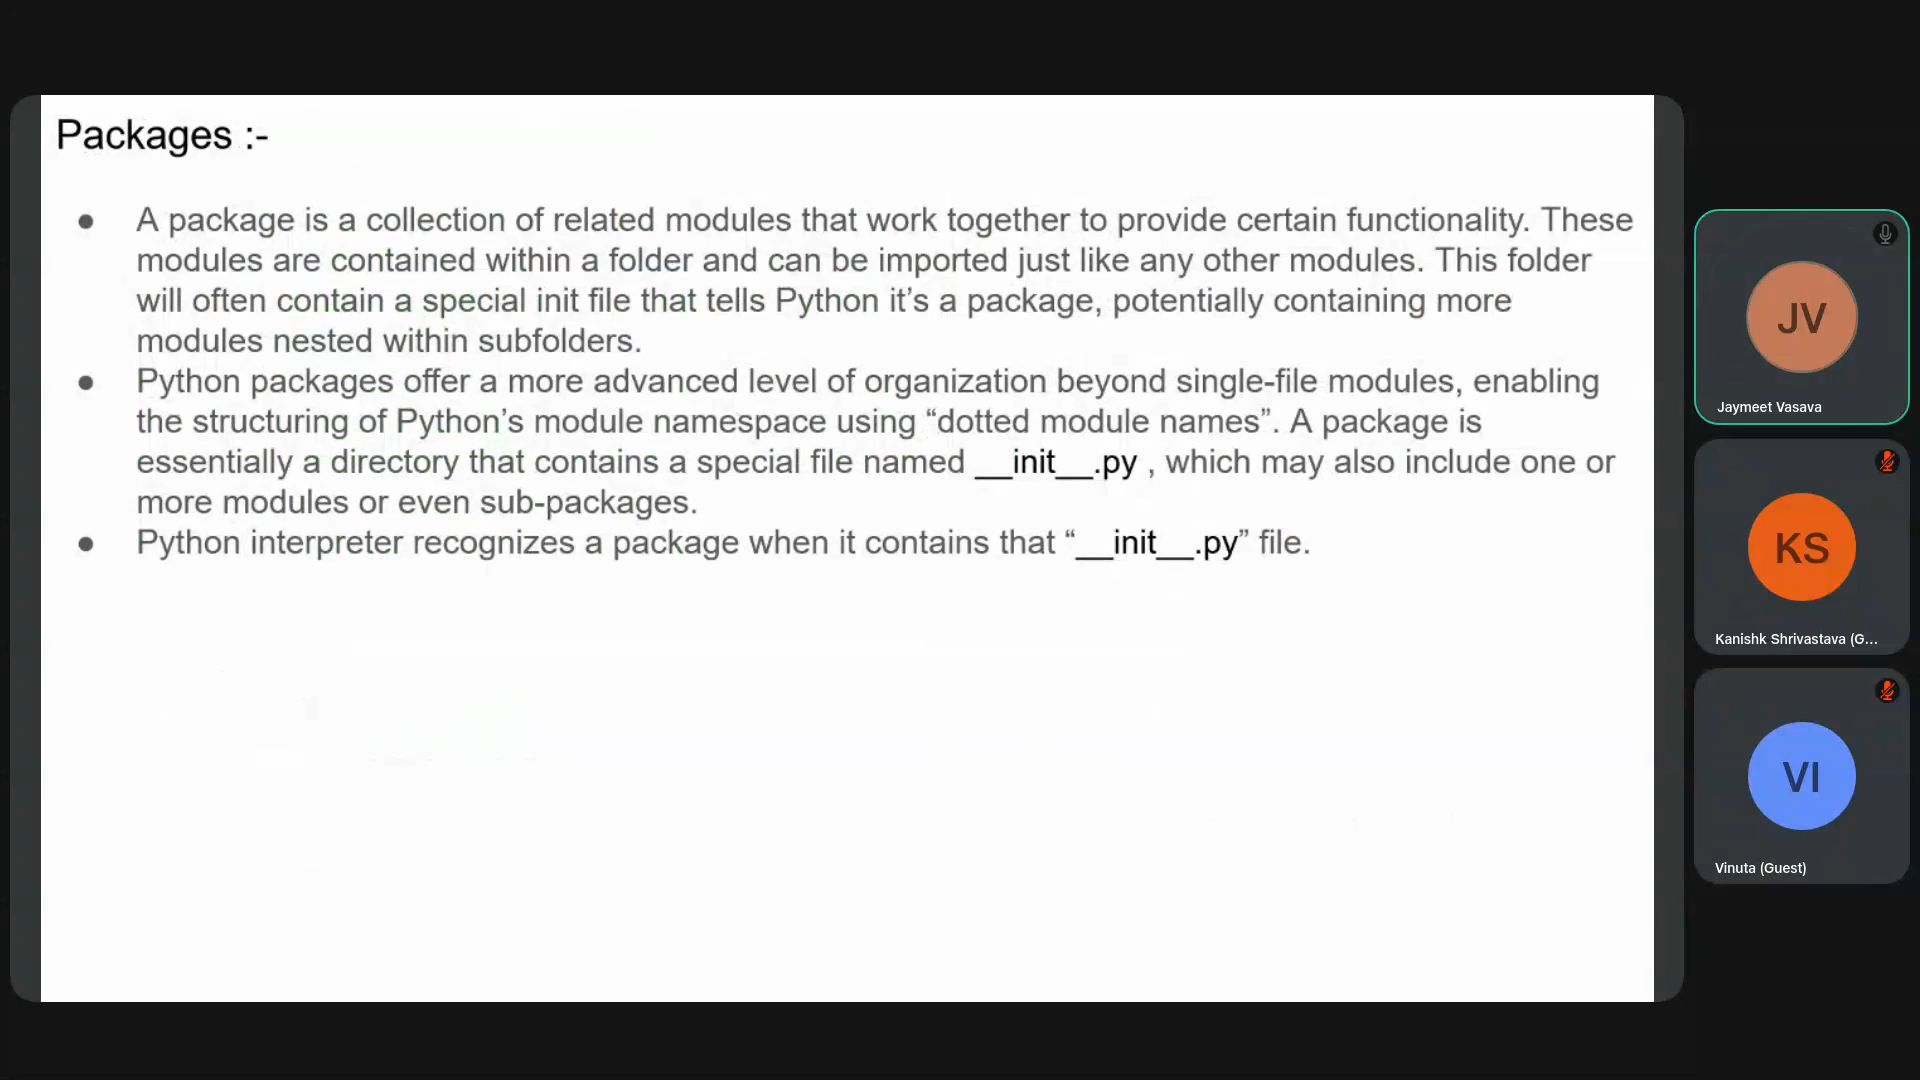 Packages :-
● A package is a collection of related modules that work together to provide certain functionality. These
modules are contained within a folder and can be imported just like any other modules. This folder
will often contain a special init file that tells Python it’s a package, potentially containing more
modules nested within subfolders.
● Python packages offer a more advanced level of organization beyond single-file modules, enabling
the structuring of Python’s module namespace using “dotted module names”. A package is
essentially a directory that contains a special file named __init__.py , which may also include one or
more modules or even sub-packages.
● Python interpreter recognizes a package when it contains that “__init__.py” file.
JV
Jaymeet Vasava
KS
Kanishk Shrivastava (G...
VI
Vinuta (Guest)